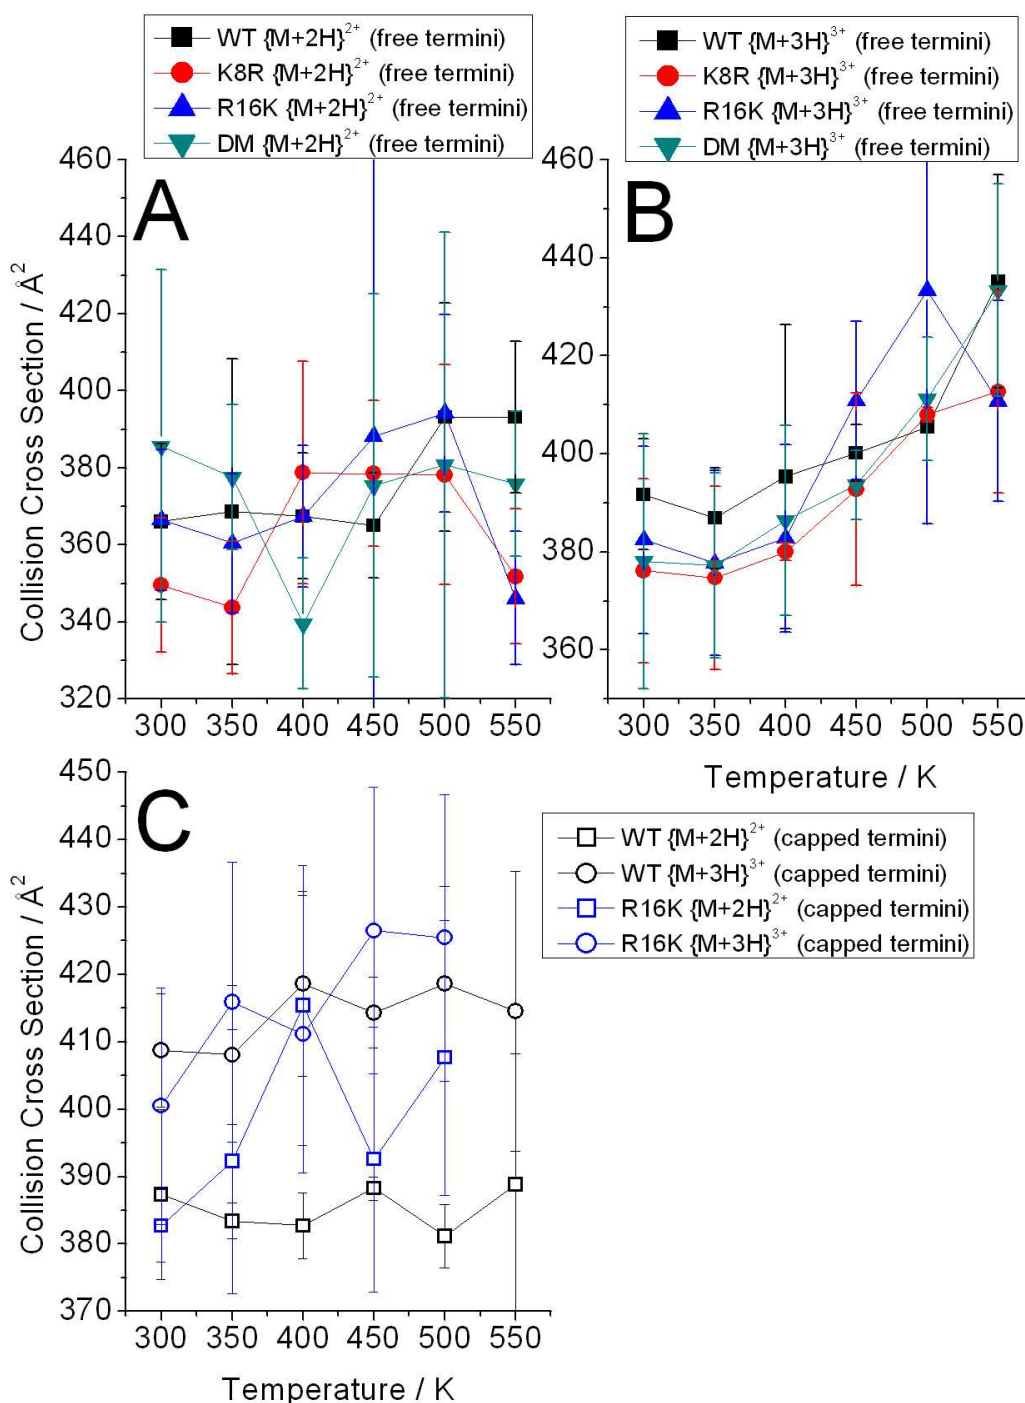 WT {M+2H}²⁺ (free termini)
K8R {M+2H}²⁺ (free termini)
R16K {M+2H}²⁺ (free termini)
DM {M+2H}²⁺ (free termini)
WT {M+3H}³⁺ (free termini)
K8R {M+3H}³⁺ (free termini)
R16K {M+3H}³⁺ (free termini)
DM {M+3H}³⁺ (free termini)
A
Collision Cross Section / Å²
460
440
420
400
380
360
340
320
300 350 400 450 500 550
B
Collision Cross Section / Å²
460
440
420
400
380
360
300 350 400 450 500 550
Temperature / K
C
Collision Cross Section / Å²
450
440
430
420
410
400
390
380
370
300 350 400 450 500 550
Temperature / K
WT {M+2H}²⁺ (capped termini)
WT {M+3H}³⁺ (capped termini)
R16K {M+2H}²⁺ (capped termini)
R16K {M+3H}³⁺ (capped termini)